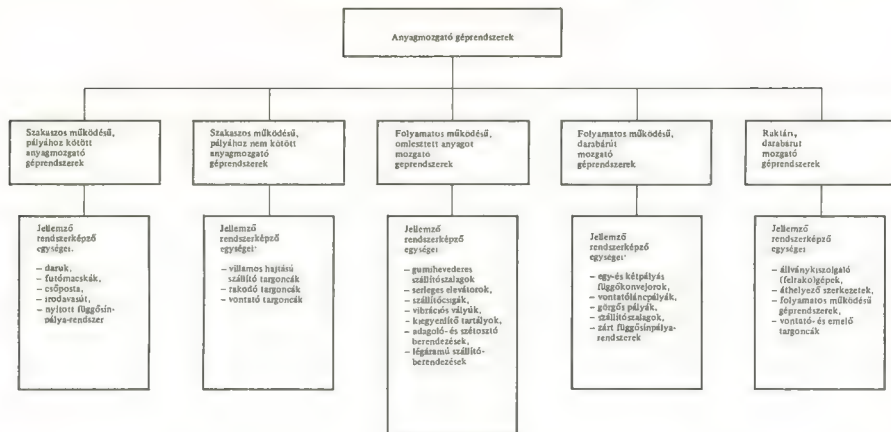 Anyagmozgató géprendszerek
Szakaszos működésű,
pályához kötött
anyagmozgató
géprendszerek
Szakaszos működésű,
pályához nem kötött
anyagmozgató
géprendszerek
Folyamatos működésű,
omlesztett anyagot
mozgato
geprendszerek
Folyamatos működésű,
darabárút
mozgató
géprendszerek
Raktári,
darabárut
mozgató
géprendszerek
Jellemző
rendszerképző
egységei.
– daruk,
– futómacskák,
– csőposta,
– irodavasút,
– nyitott függősín-
pálya-rendszer
Jellemző
rendszerképző
egységei·
– villamos hajtású
szállító targoncák
– rakodó targoncák
– vontató targoncák
Jellemző
rendszerképző
egységei
– gumihevederes
szállítószalagok
– serleges elevátorok,
– szállítócsigák,
– vibrációs vályúk,
– kiegyenlítő tartályok,
– adagoló- és szétosztó
berendezések,
– légáramú szállító-
berendezések
Jellemző
rendszerképző
egységei·
– egy-és kétpályás
függőkonvejorok,
– vontatóláncpályák,
– görgős pályák,
– szállítószalagok,
– zárt függősínpálya-
rendszerek
Jellemző
rendszerképző
egységei
– állványkiszolgáló
(felrakó)gépek,
– áthelyező szerkezetek,
– folyamatos működésű
géprendszerek,
– vontató- és emelő
targoncák